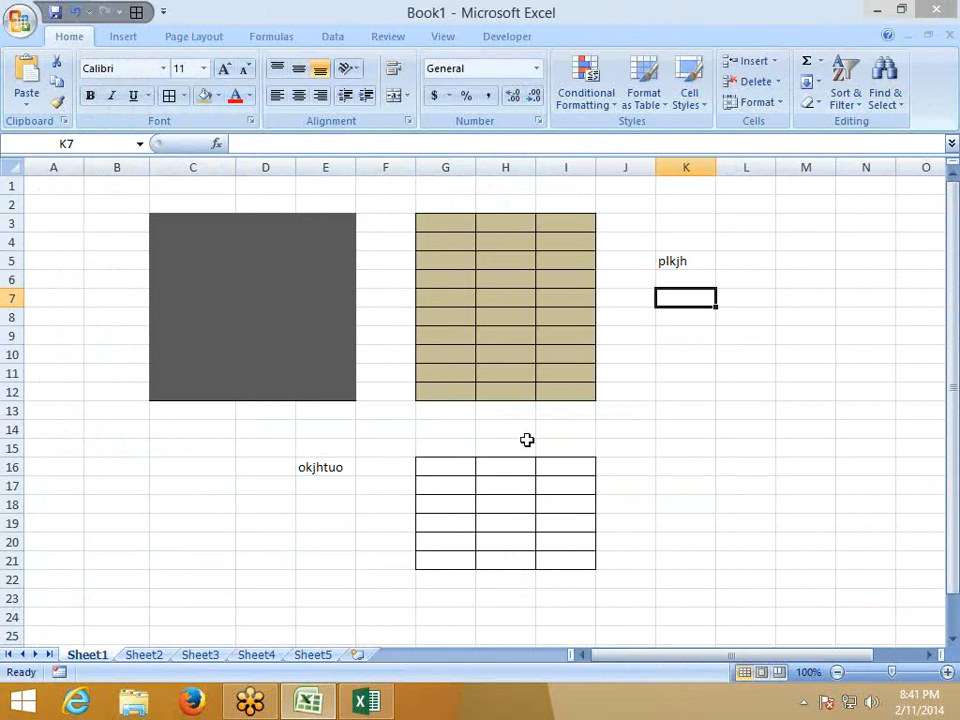 Book1 - Microsoft Excel
Home Insert Page Layout Formulas Data Review View Developer
Paste
Clipboard
Calibri 11
B I U
Font
Alignment
General
$ % ,
Number
Conditional Formatting
Format as Table
Cell Styles
Styles
Insert
Delete
Format
Cells
Σ
Sort & Filter
Find & Select
Editing
K7 fx
A B C D E F G H I J K L M N O
1
2
3
4
5 plkjh
6
7
8
9
10
11
12
13
14
15
16 okjhtuo
17
18
19
20
21
22
23
24
25
Sheet1 Sheet2 Sheet3 Sheet4 Sheet5
Ready 100%
8:41 PM
2/11/2014